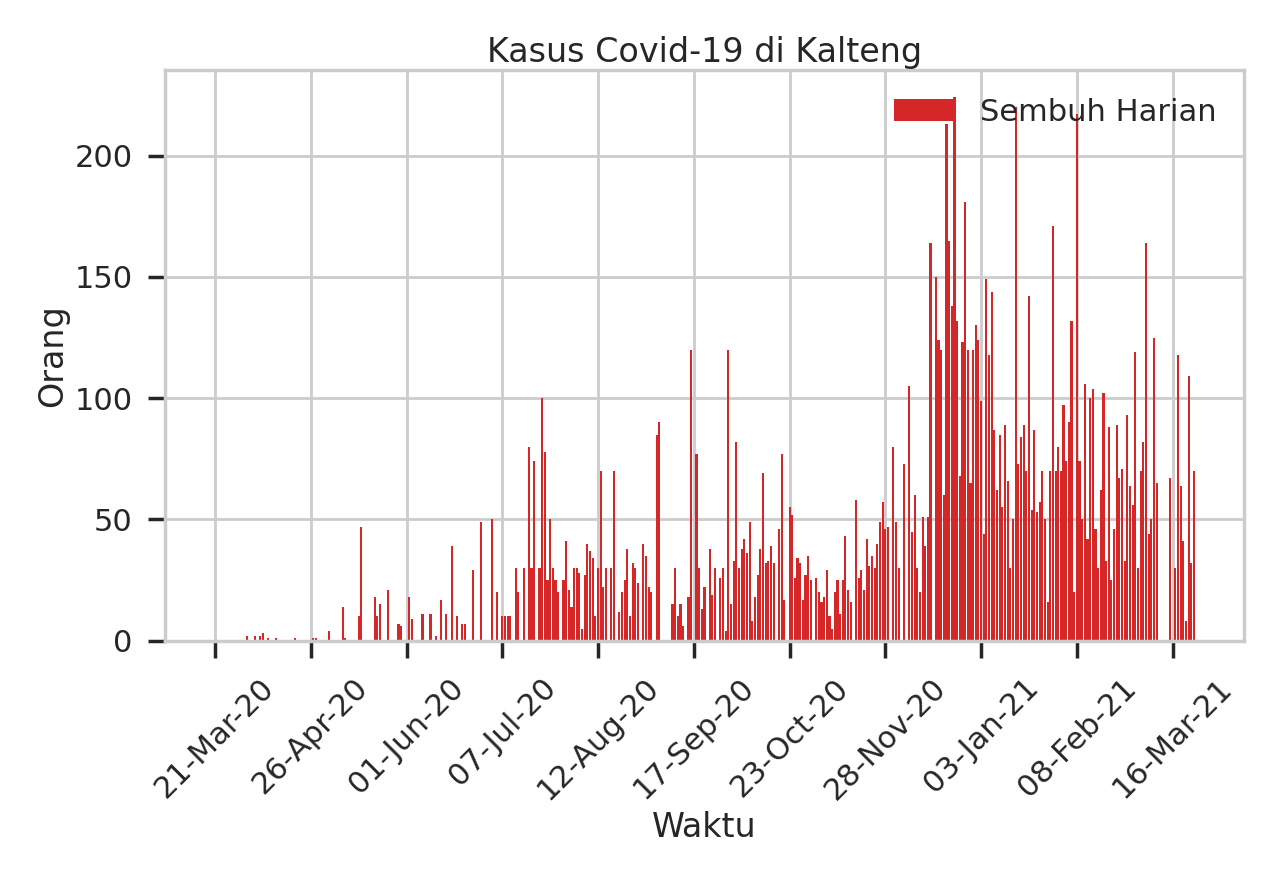 Kasus Covid-19 di Kalteng
Sembuh Harian
Orang
200
150
100
50
0
21-Mar-20
26-Apr-20
01-Jun-20
07-Jul-20
12-Aug-20
17-Sep-20
23-Oct-20
28-Nov-20
03-Jan-21
08-Feb-21
16-Mar-21
Waktu